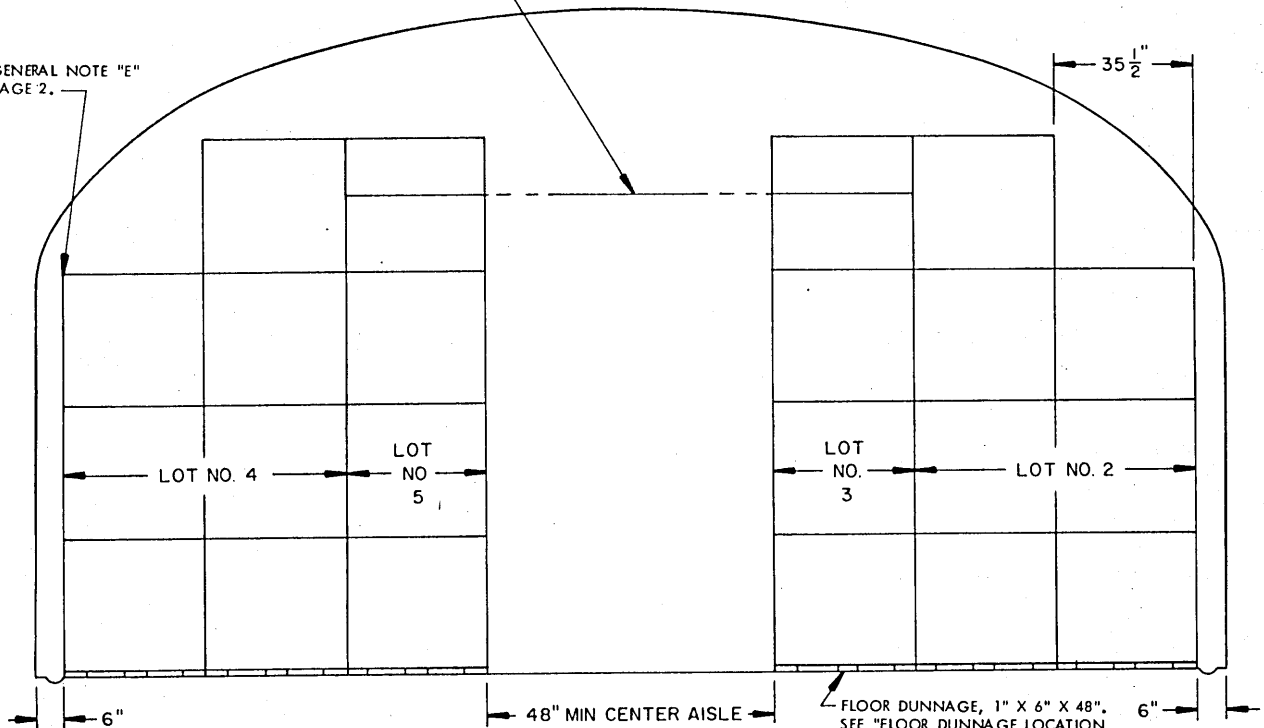 GENERAL NOTE "E"
AGE 2.
35 1/2"
LOT NO. 4
LOT
NO
5
LOT
NO.
3
LOT NO. 2
6"
48" MIN CENTER AISLE
FLOOR DUNNAGE, 1" X 6" X 48".
SEE "FLOOR DUNNAGE LOCATION
6"